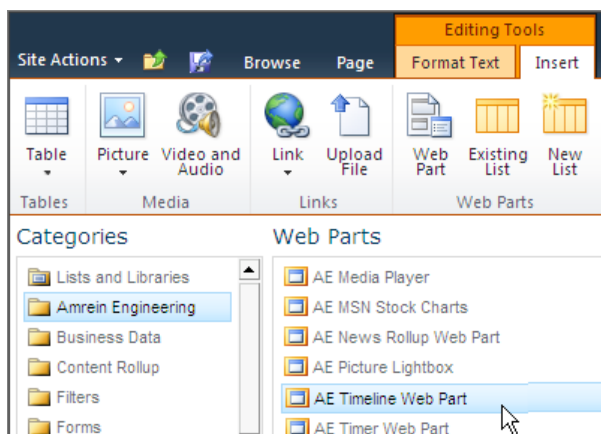 Editing Tools
Site Actions Browse Page Format Text Insert
Table Picture Video and Audio Link Upload File Web Part Existing List New List
Tables Media Links Web Parts
Categories Web Parts
Lists and Libraries AE Media Player
Amrein Engineering AE MSN Stock Charts
Business Data AE News Rollup Web Part
Content Rollup AE Picture Lightbox
Filters AE Timeline Web Part
Forms AE Timer Web Part